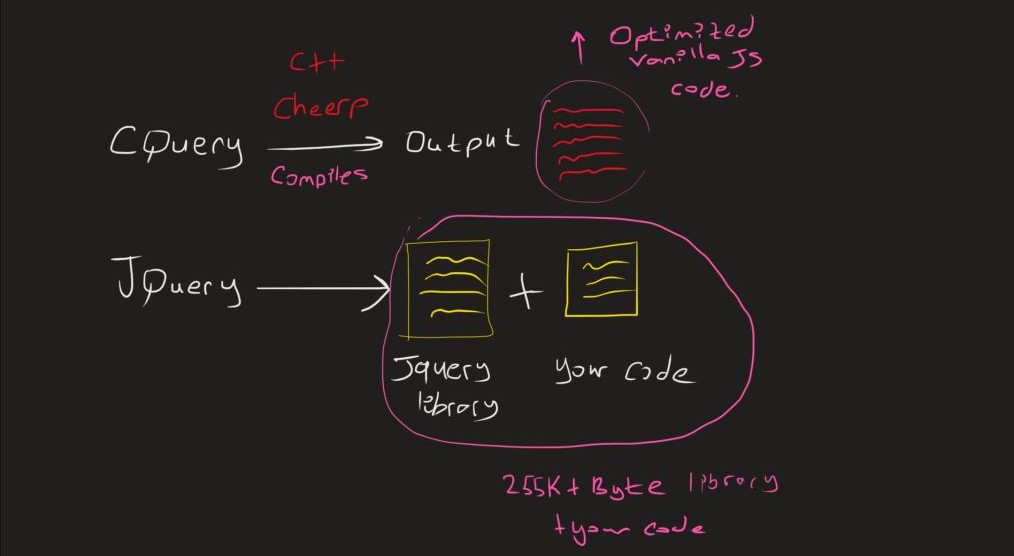 Optimized
vanilla JS
code.
C++
Cheerp
CQuery
Output
Compiles
JQuery
+
Jquery
library
your code
255K+ Byte library
+your code